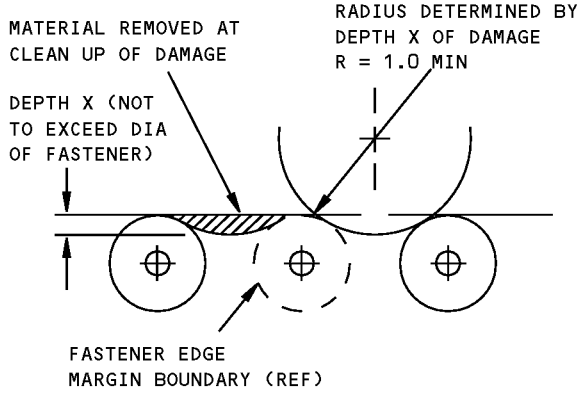 MATERIAL REMOVED AT
CLEAN UP OF DAMAGE
RADIUS DETERMINED BY
DEPTH X OF DAMAGE
R = 1.0 MIN
DEPTH X (NOT
TO EXCEED DIA
OF FASTENER)
FASTENER EDGE
MARGIN BOUNDARY (REF)